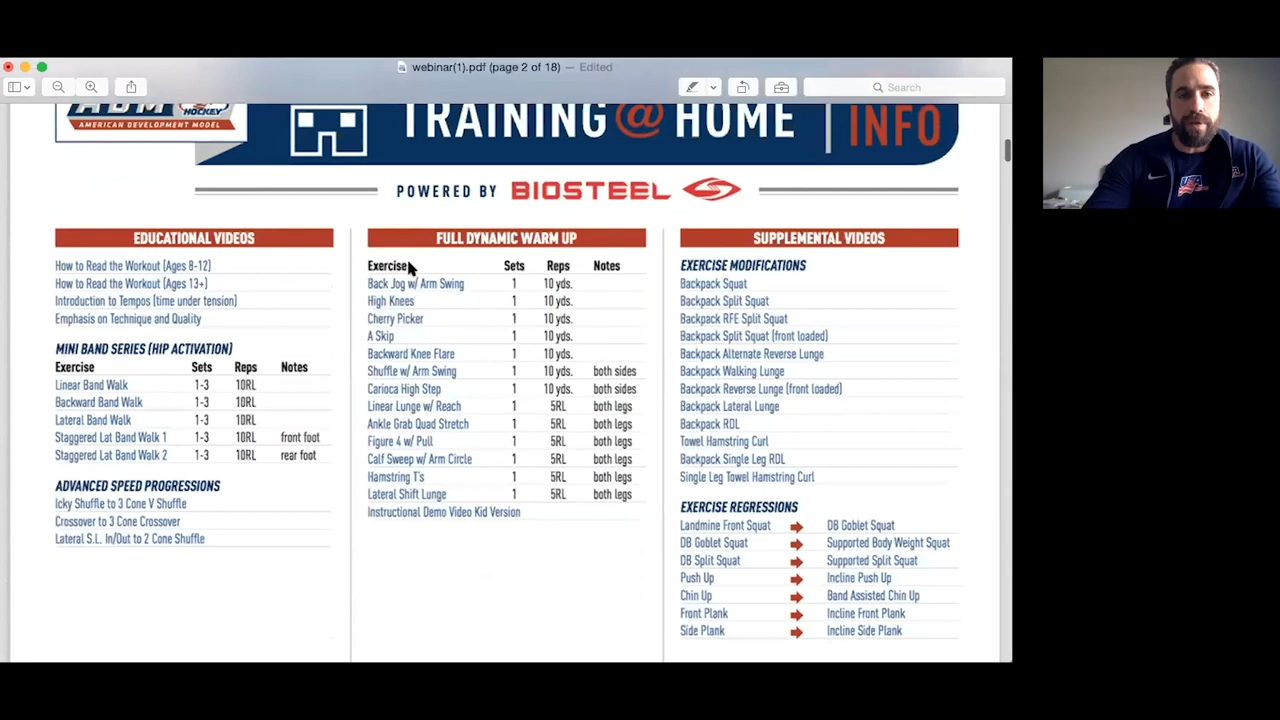 webinar(1).pdf (page 2 of 18) — Edited
Search
ADM
HOCKEY
AMERICAN DEVELOPMENT MODEL
TRAINING@HOME
INFO
POWERED BY BIOSTEEL
EDUCATIONAL VIDEOS
How to Read the Workout (Ages 8-12)
How to Read the Workout (Ages 13+)
Introduction to Tempos (time under tension)
Emphasis on Technique and Quality
MINI BAND SERIES (HIP ACTIVATION)
Exercise Sets Reps Notes
Linear Band Walk 1-3 10RL
Backward Band Walk 1-3 10RL
Lateral Band Walk 1-3 10RL
Staggered Lat Band Walk 1 1-3 10RL front foot
Staggered Lat Band Walk 2 1-3 10RL rear foot
ADVANCED SPEED PROGRESSIONS
Icky Shuffle to 3 Cone V Shuffle
Crossover to 3 Cone Crossover
Lateral S.L. In/Out to 2 Cone Shuffle
FULL DYNAMIC WARM UP
Exercise Sets Reps Notes
Back Jog w/ Arm Swing 1 10 yds.
High Knees 1 10 yds.
Cherry Picker 1 10 yds.
A Skip 1 10 yds.
Backward Knee Flare 1 10 yds.
Shuffle w/ Arm Swing 1 10 yds. both sides
Carioca High Step 1 10 yds. both sides
Linear Lunge w/ Reach 1 5RL both legs
Ankle Grab Quad Stretch 1 5RL both legs
Figure 4 w/ Pull 1 5RL both legs
Calf Sweep w/ Arm Circle 1 5RL both legs
Hamstring T's 1 5RL both legs
Lateral Shift Lunge 1 5RL both legs
Instructional Demo Video Kid Version
SUPPLEMENTAL VIDEOS
EXERCISE MODIFICATIONS
Backpack Squat
Backpack Split Squat
Backpack RFE Split Squat
Backpack Split Squat (front loaded)
Backpack Alternate Reverse Lunge
Backpack Walking Lunge
Backpack Reverse Lunge (front loaded)
Backpack Lateral Lunge
Backpack RDL
Towel Hamstring Curl
Backpack Single Leg RDL
Single Leg Towel Hamstring Curl
EXERCISE REGRESSIONS
Landmine Front Squat DB Goblet Squat
DB Goblet Squat Supported Body Weight Squat
DB Split Squat Supported Split Squat
Push Up Incline Push Up
Chin Up Band Assisted Chin Up
Front Plank Incline Front Plank
Side Plank Incline Side Plank
USA